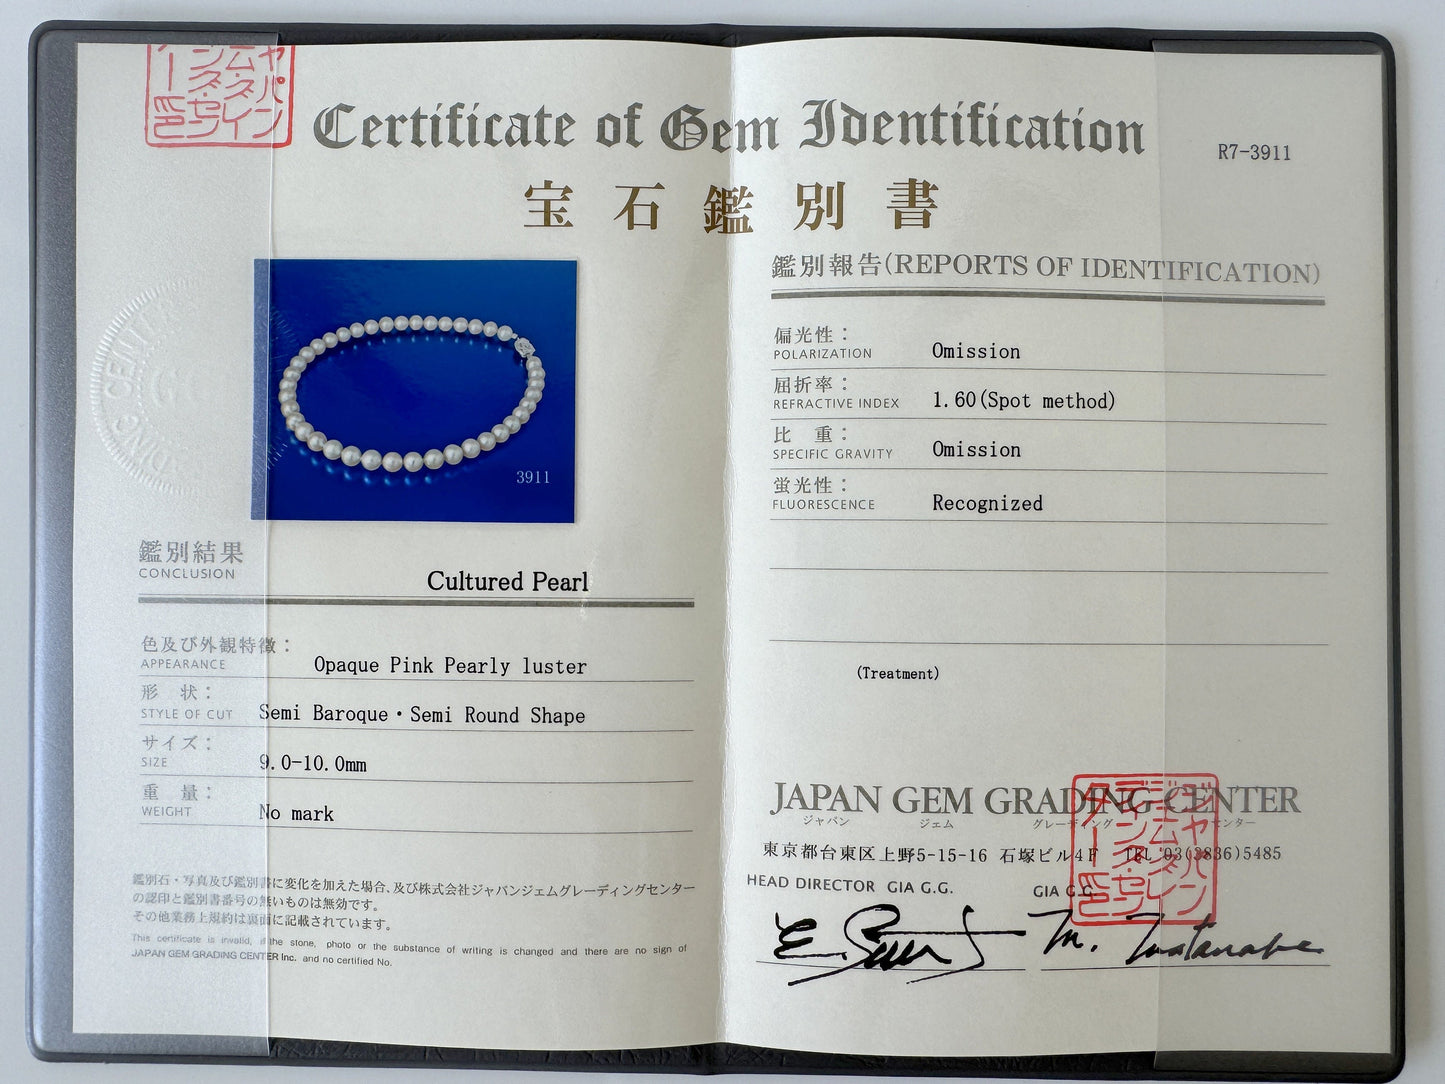 ジャパン
ム・グレイ
ング・セン
ター印
Certificate of Gem Identification
R7-3911
宝石鑑別書
3911
鑑別結果
CONCLUSION
Cultured Pearl
色及び外観特徴：
APPEARANCE
Opaque Pink Pearly luster
形　状：
STYLE OF CUT
Semi Baroque・Semi Round Shape
サイズ：
SIZE
9.0-10.0mm
重　量：
WEIGHT
No mark
鑑別石・写真及び鑑別書に変化を加えた場合、及び株式会社ジャパンジェムグレーディングセンター
の認印と鑑別書番号の無いものは無効です。
その他業務上規約は裏面に記載されています。
This certificate is invalid, if the stone, photo or the substance of writing is changed and there are no sign of
JAPAN GEM GRADING CENTER Inc. and no certified No.
鑑別報告(REPORTS OF IDENTIFICATION)
偏光性：
POLARIZATION
Omission
屈折率：
REFRACTIVE INDEX
1.60(Spot method)
比　重：
SPECIFIC GRAVITY
Omission
蛍光性：
FLUORESCENCE
Recognized
(Treatment)
JAPAN GEM GRADING CENTER
ジャパン ジェム グレーディング センター
東京都台東区上野5-15-16 石塚ビル4F TEL 03(3836)5485
HEAD DIRECTOR GIA G.G.
GIA G.G.
M. Watanabe